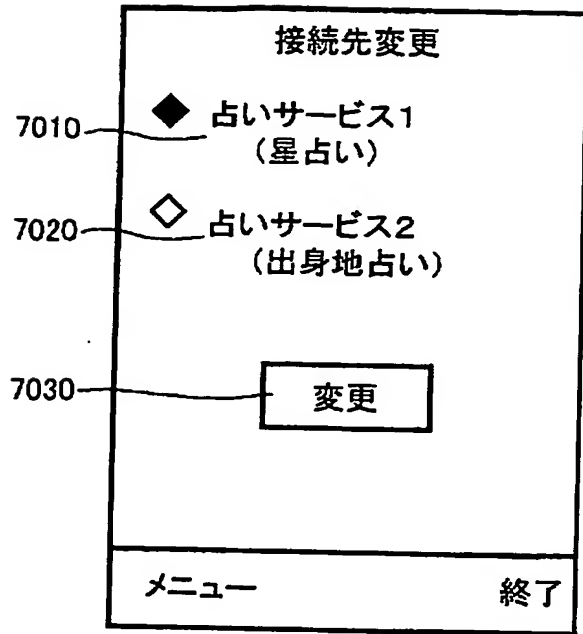 接続先変更
7010 ◆ 占いサービス1
(星占い)
7020 ◇ 占いサービス2
(出身地占い)
7030 変更
メニュー 終了